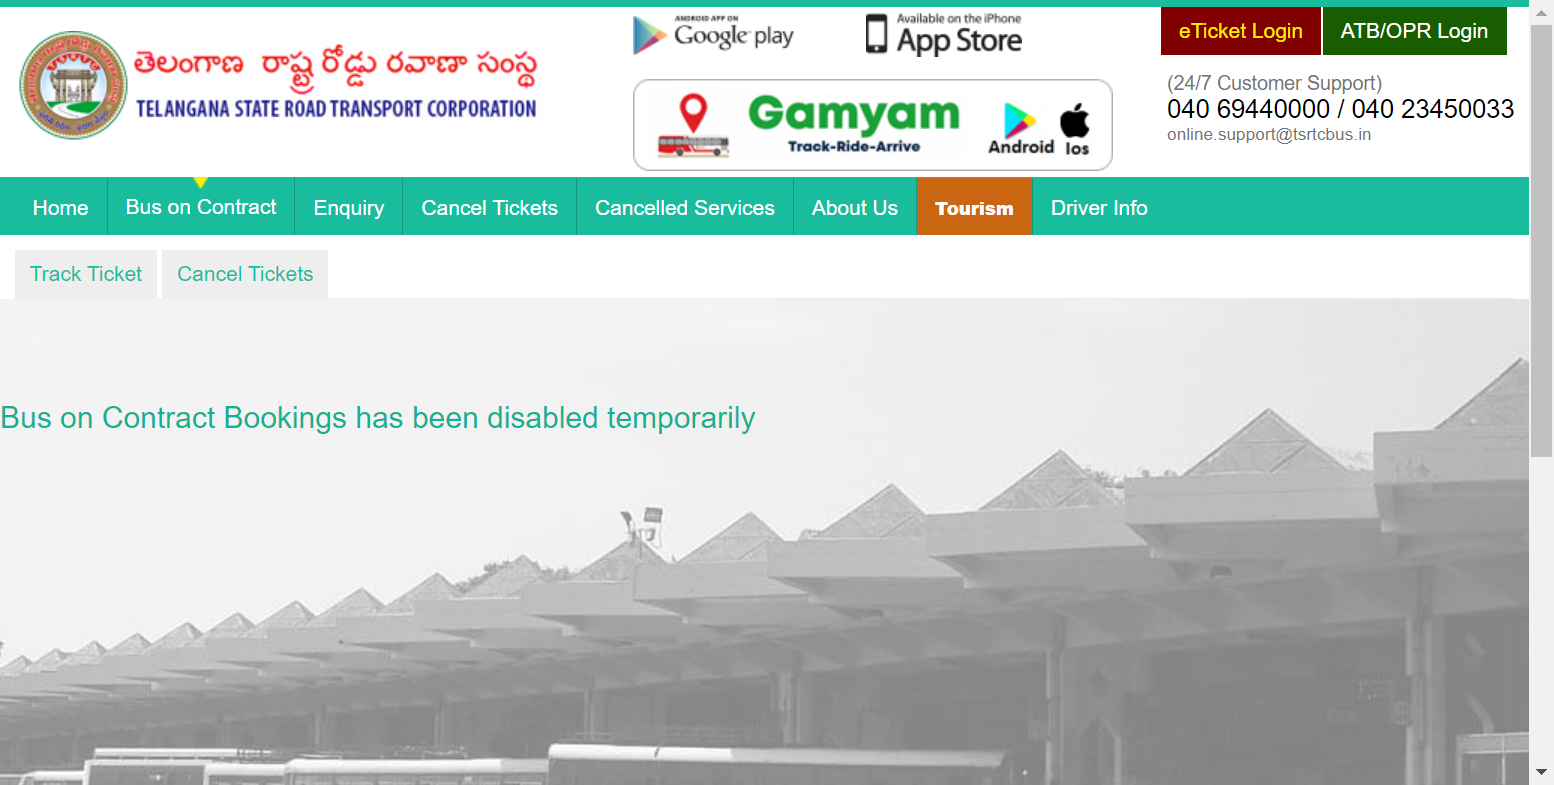 తెలంగాణ రాష్ట్ర రోడ్డు రవాణా సంస్థ
TELANGANA STATE ROAD TRANSPORT CORPORATION
ANDROID APP ON
Google play
Available on the iPhone
App Store
Gamyam
Track-Ride-Arrive
Android
Ios
eTicket Login
ATB/OPR Login
(24/7 Customer Support)
040 69440000 / 040 23450033
online.support@tsrtcbus.in
Home
Bus on Contract
Enquiry
Cancel Tickets
Cancelled Services
About Us
Tourism
Driver Info
Track Ticket
Cancel Tickets
Bus on Contract Bookings has been disabled temporarily